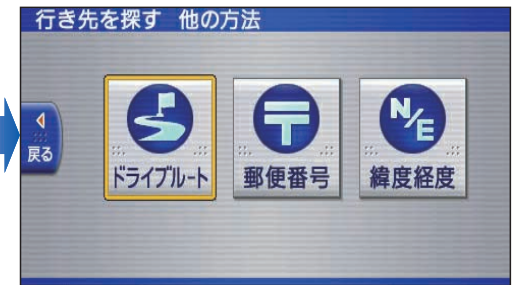 行き先を探す 他の方法
戻る
N/E
ドライブルート
郵便番号
緯度経度